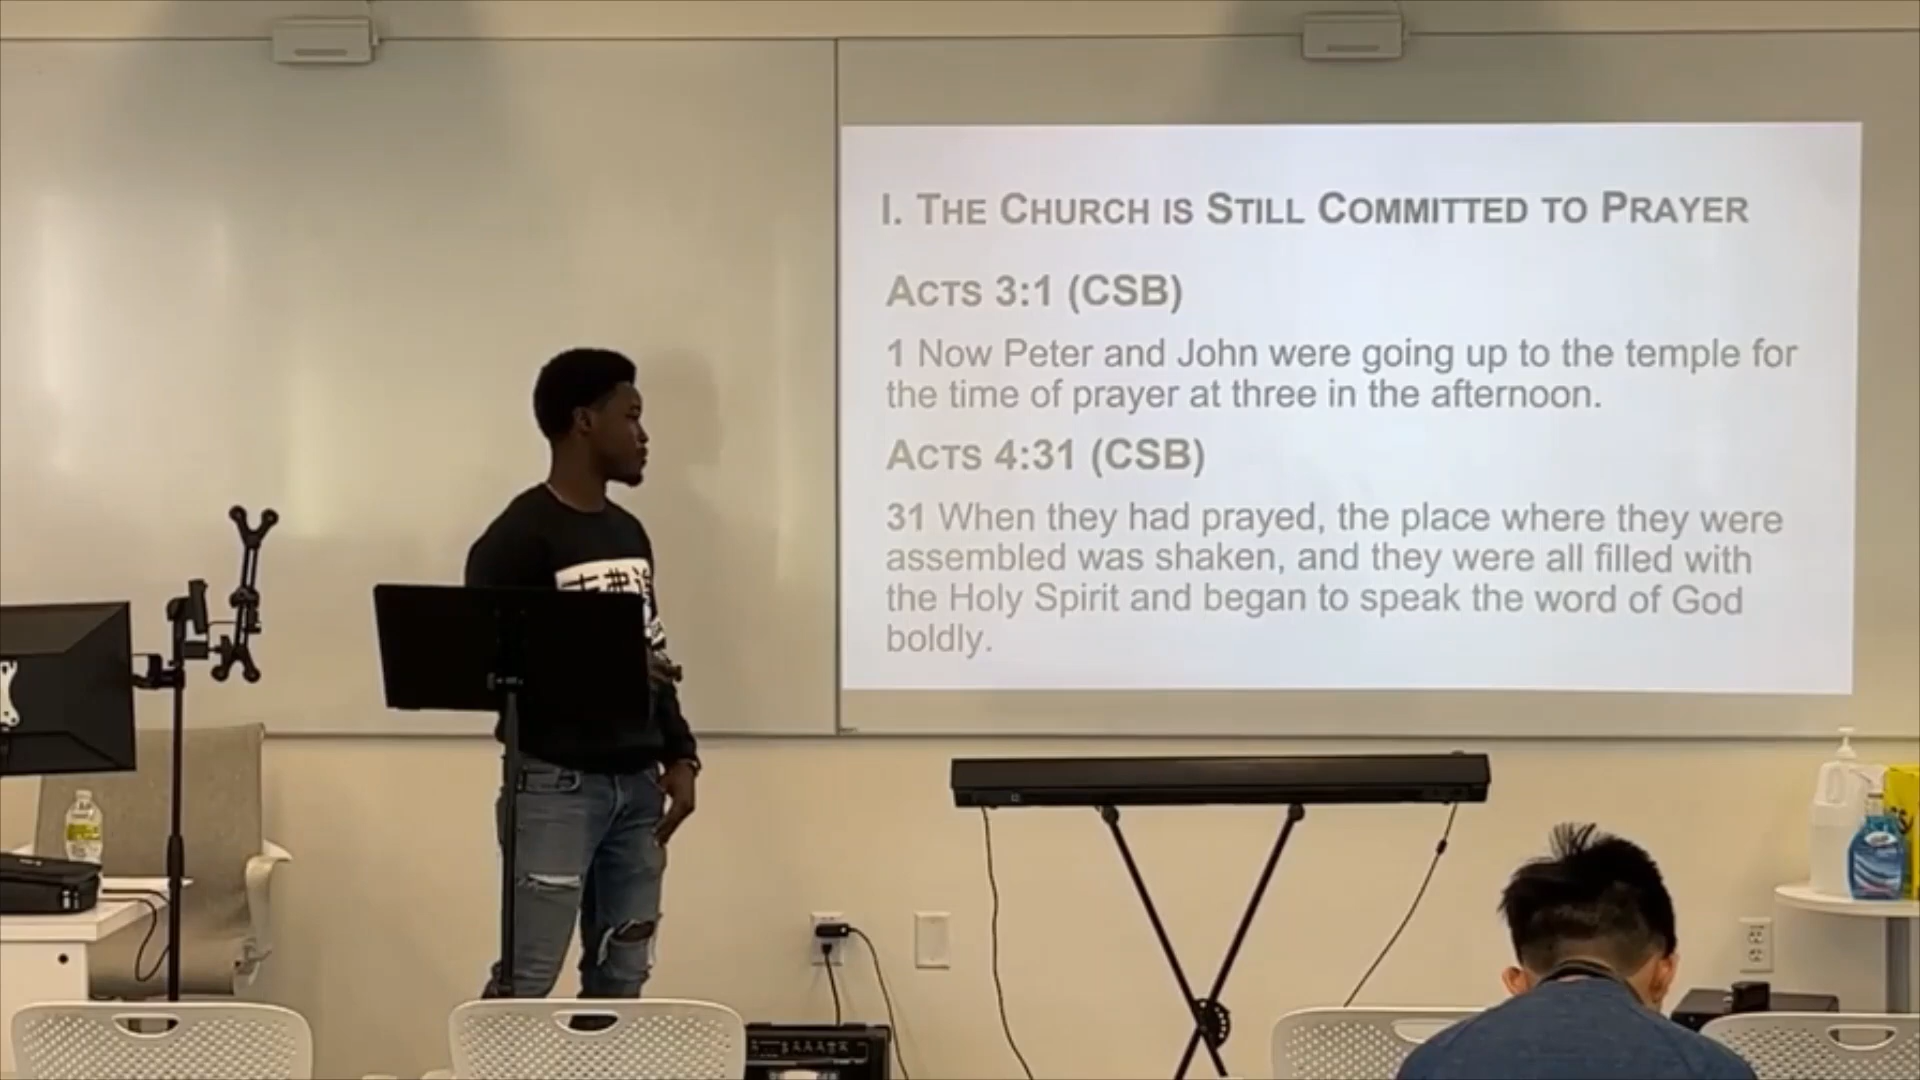 I. THE CHURCH IS STILL COMMITTED TO PRAYER
ACTS 3:1 (CSB)
1 Now Peter and John were going up to the temple for
the time of prayer at three in the afternoon.
ACTS 4:31 (CSB)
31 When they had prayed, the place where they were
assembled was shaken, and they were all filled with
the Holy Spirit and began to speak the word of God
boldly.